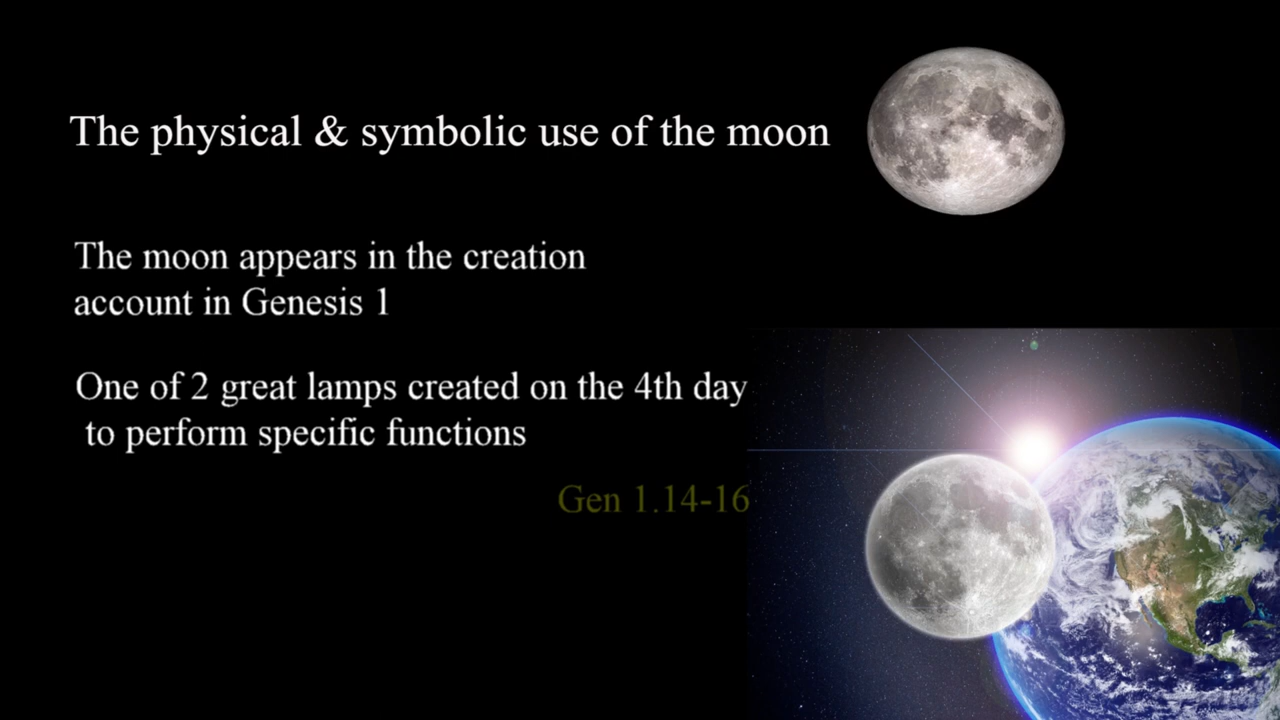 The physical & symbolic use of the moon
The moon appears in the creation
account in Genesis 1
One of 2 great lamps created on the 4th day
to perform specific functions
Gen 1.14-16